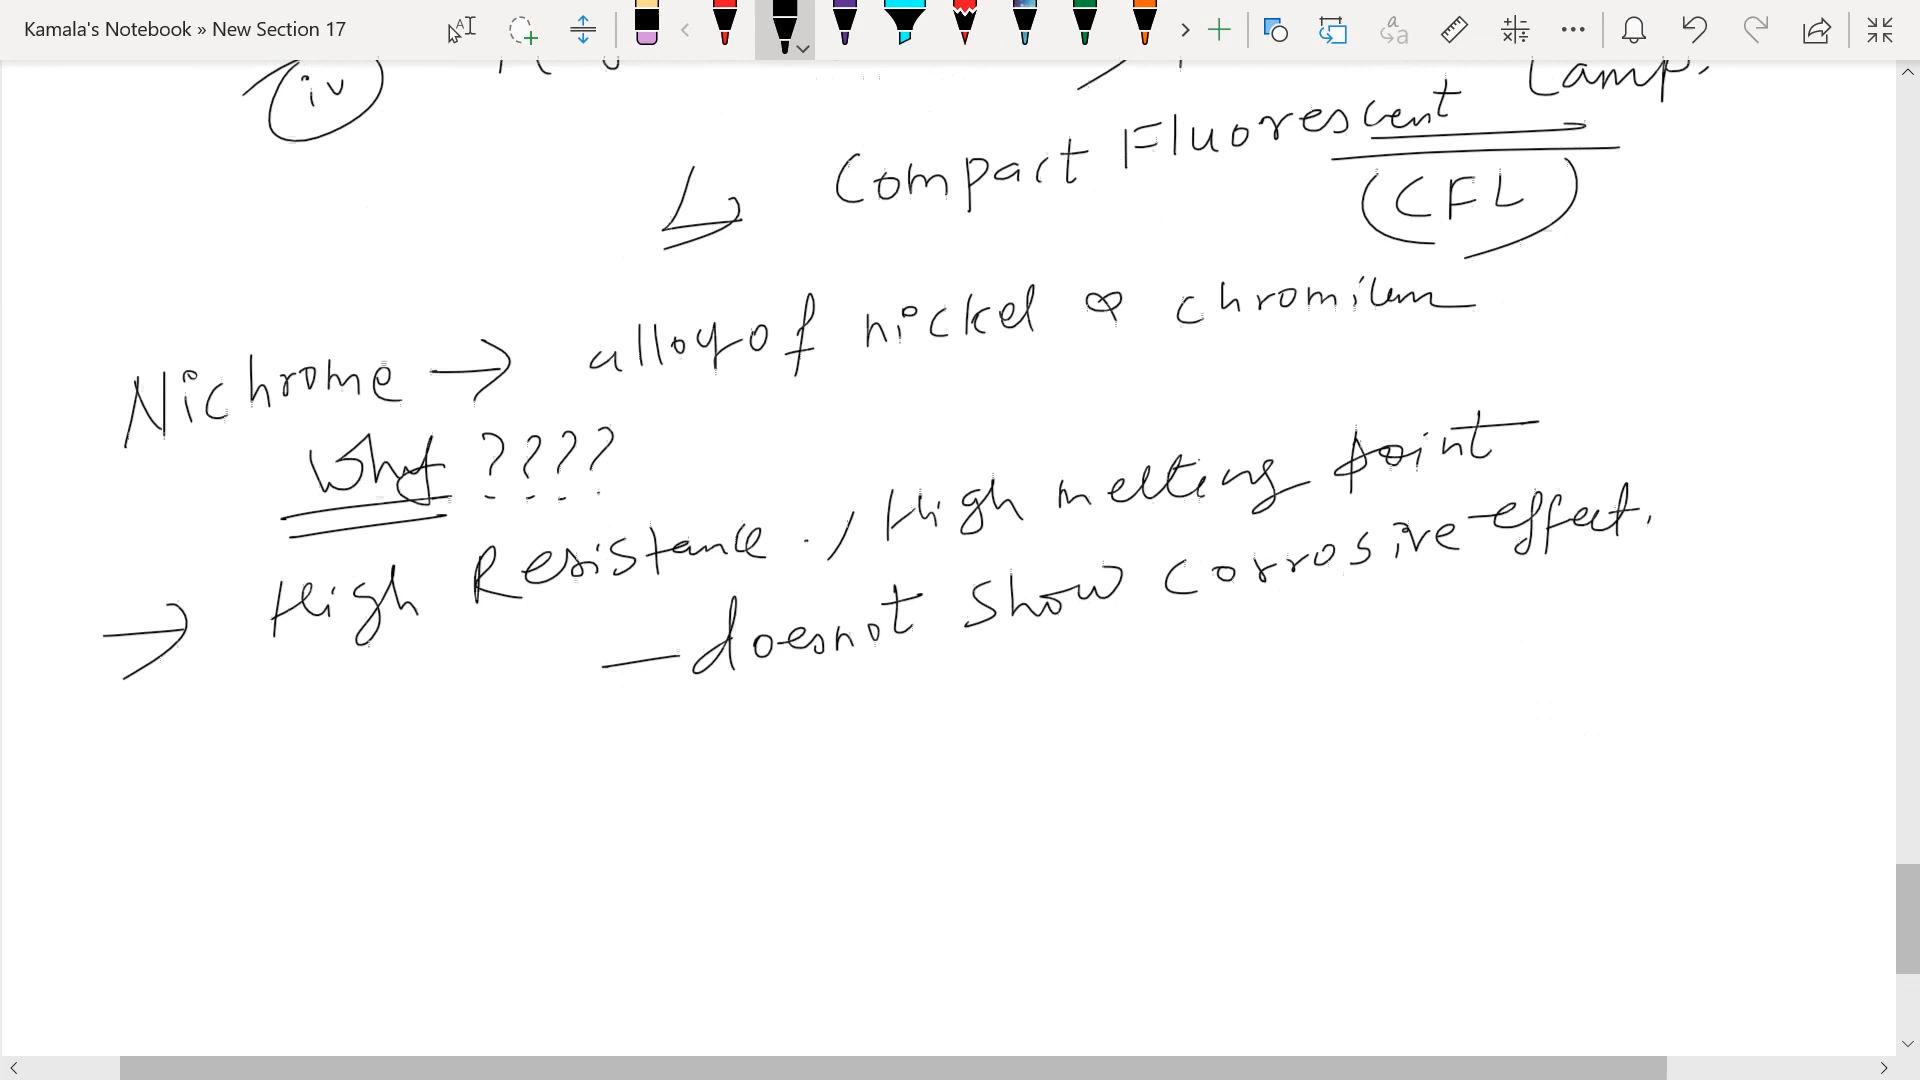 Kamala's Notebook » New Section 17
(iv)
Compact Fluorescent Lamp.
(CFL)
Nichrome → alloy of nickel & chromium
Why ????
→ High Resistance., High melting point
— doesnot show corrosive effect.